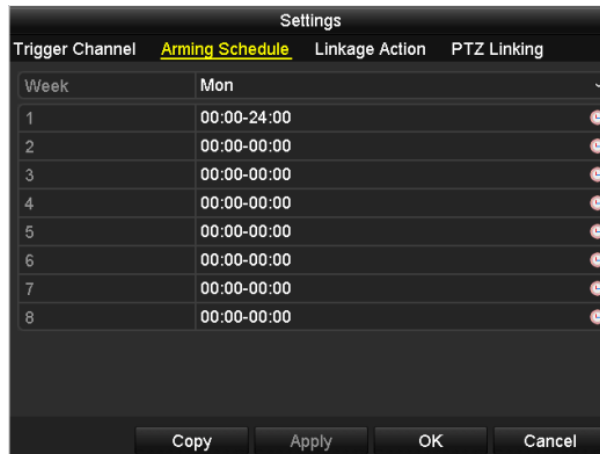 Settings
Trigger Channel Arming Schedule Linkage Action PTZ Linking
Week Mon
1 00:00-24:00
2 00:00-00:00
3 00:00-00:00
4 00:00-00:00
5 00:00-00:00
6 00:00-00:00
7 00:00-00:00
8 00:00-00:00
Copy Apply OK Cancel